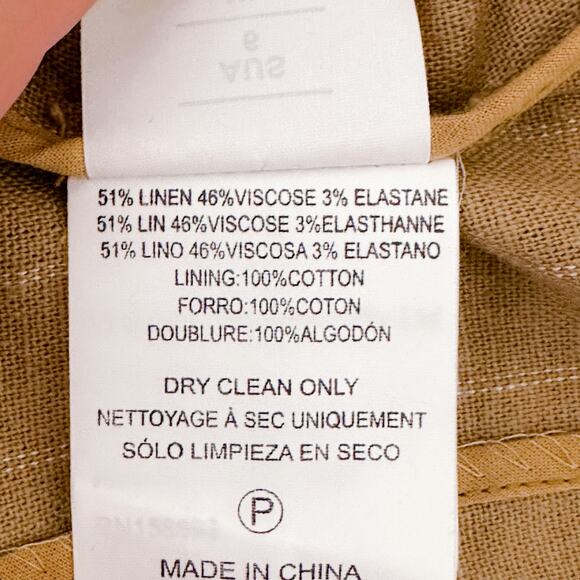 AUS
6
51% LINEN 46%VISCOSE 3% ELASTANE
51% LIN 46%VISCOSE 3%ELASTHANNE
51% LINO 46%VISCOSA 3% ELASTANO
LINING:100%COTTON
FORRO:100%COTON
DOUBLURE:100%ALGODÓN
DRY CLEAN ONLY
NETTOYAGE À SEC UNIQUEMENT
SÓLO LIMPIEZA EN SECO
P
MADE IN CHINA